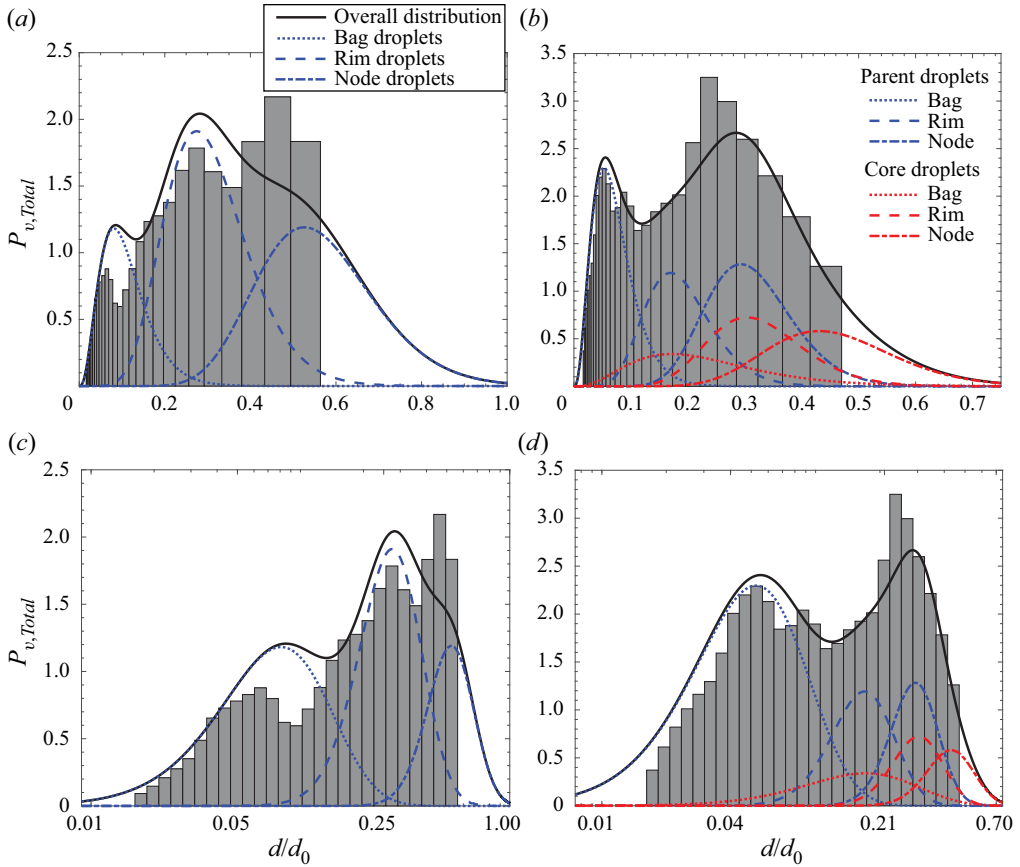 (a)
Overall distribution
Bag droplets
Rim droplets
Node droplets
2.5
2.0
1.5
1.0
0.5
P_{v,Total}
0
0.2
0.4
0.6
0.8
1.0
(b)
Parent droplets
Bag
Rim
Node
Core droplets
Bag
Rim
Node
3.5
3.0
2.5
2.0
1.5
1.0
0.5
0
0.1
0.2
0.3
0.4
0.5
0.6
0.7
(c)
2.5
2.0
1.5
1.0
0.5
0
P_{v,Total}
0.01
0.05
0.25
1.00
d/d_0
(d)
3.5
3.0
2.5
2.0
1.5
1.0
0.5
0
0.01
0.04
0.21
0.70
d/d_0